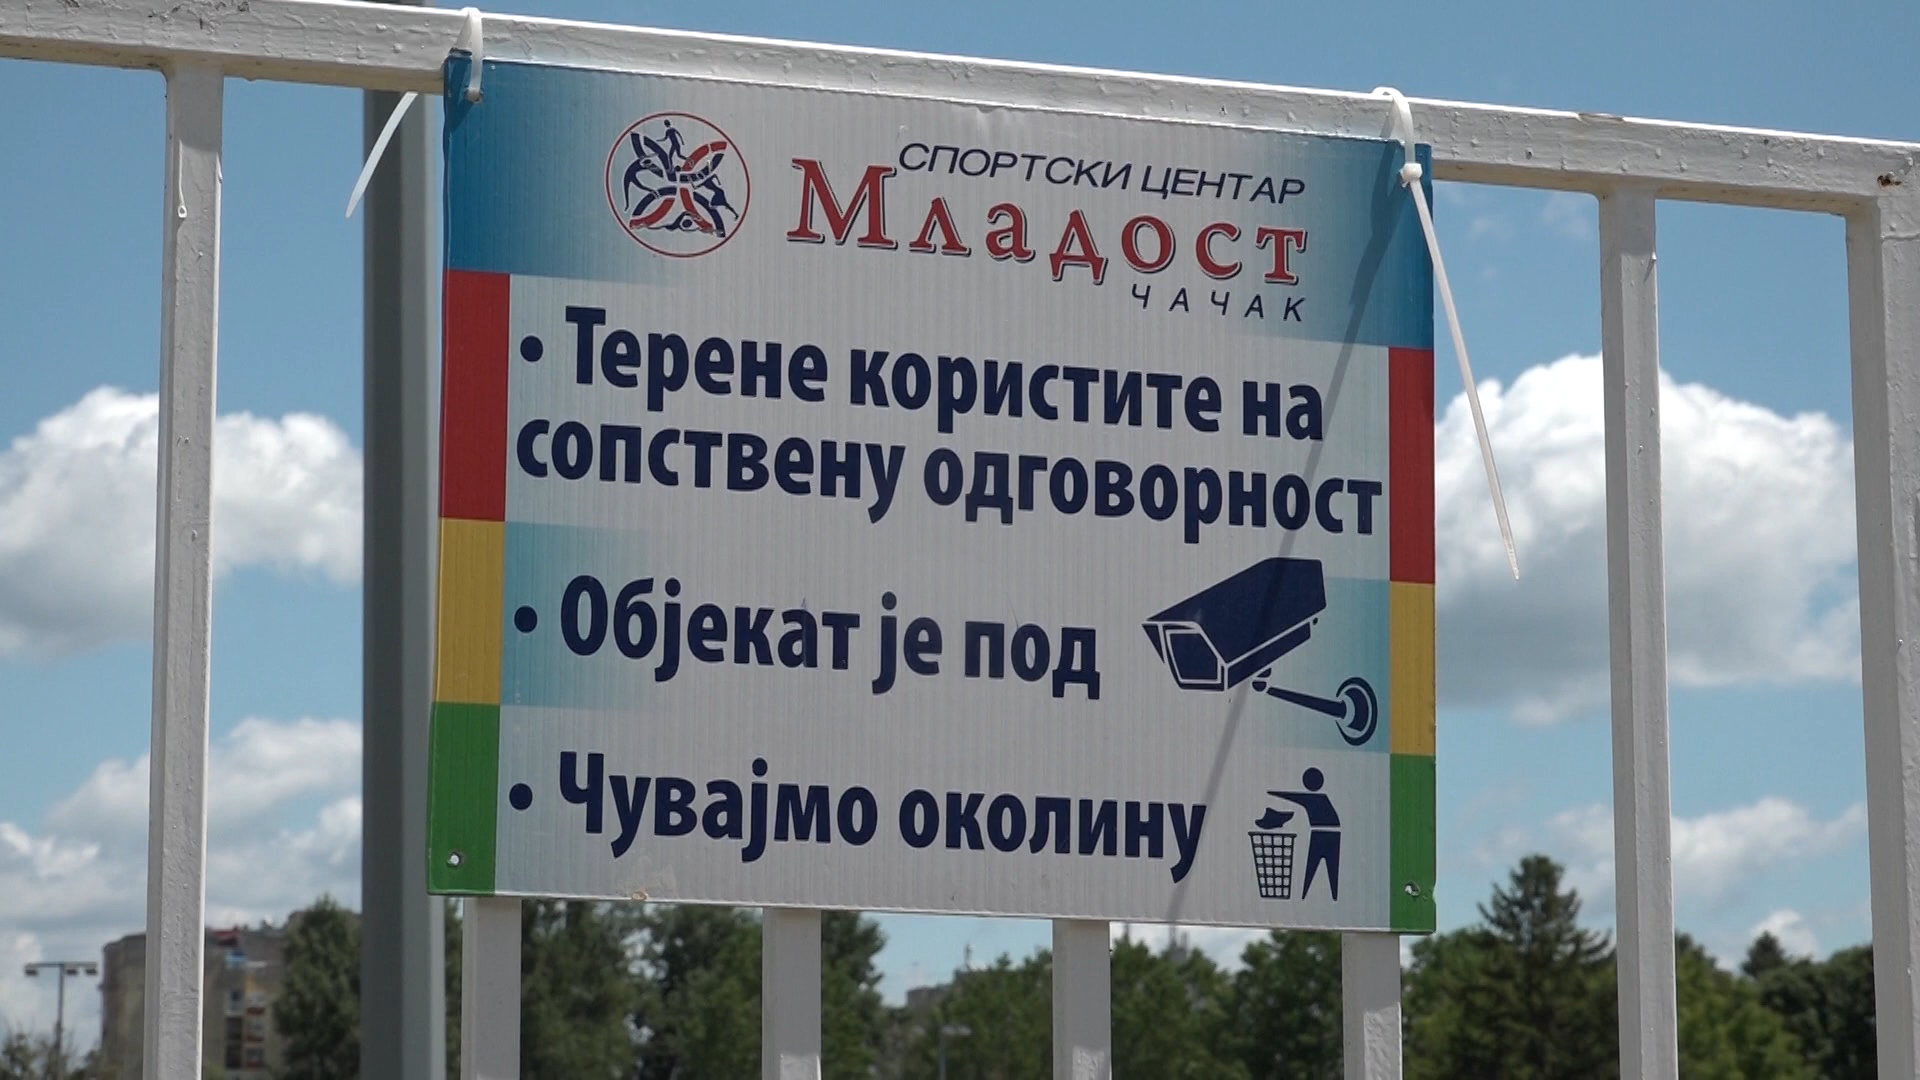 СПОРТСКИ ЦЕНТАР
Младост
ЧАЧАК
• Терене користите на
сопствену одговорност
• Објекат је под
• Чувајмо околину